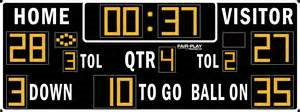 HOME 00:37 VISITOR
28 FAIR-PLAY 27
3 TOL QTR 4 TOL 2
3 DOWN 10 TO GO BALL ON 35